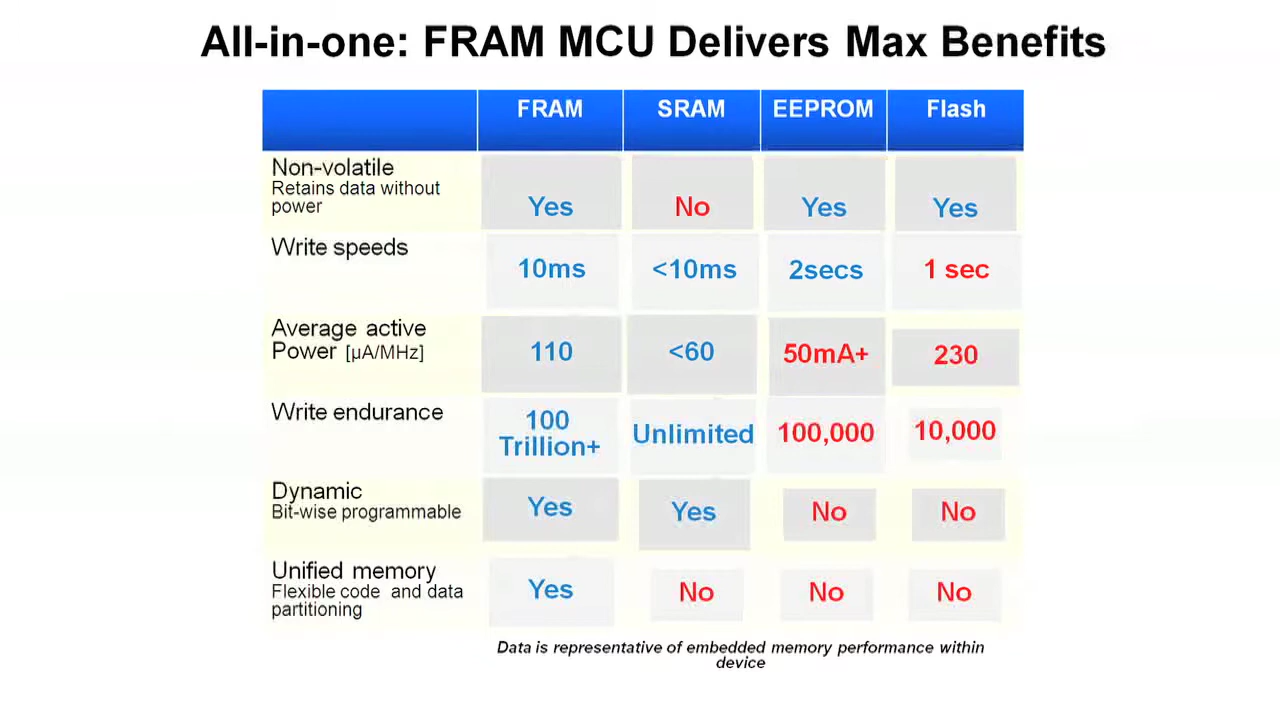 All-in-one: FRAM MCU Delivers Max Benefits
FRAM SRAM EEPROM Flash
Non-volatile
Retains data without
power
Yes No Yes Yes
Write speeds
10ms <10ms 2secs 1 sec
Average active
Power [µA/MHz]
110 <60 50mA+ 230
Write endurance
100
Trillion+ Unlimited 100,000 10,000
Dynamic
Bit-wise programmable
Yes Yes No No
Unified memory
Flexible code and data
partitioning
Yes No No No
Data is representative of embedded memory performance within
device